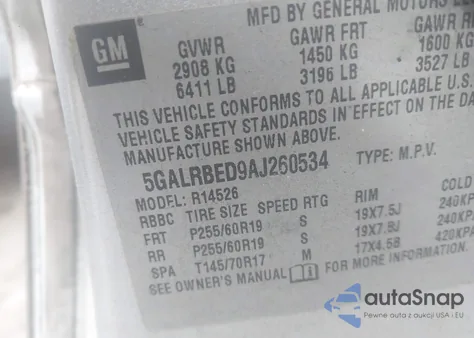 MFD BY GENERAL MOTORS
GM
GVWR GAWR FRT GAWR
2908 KG 1450 KG 1600 KG
6411 LB 3196 LB 3527 LB
THIS VEHICLE CONFORMS TO ALL APPLICABLE U.S.
VEHICLE SAFETY STANDARDS IN EFFECT ON THE DA
MANUFACTURE SHOWN ABOVE.
5GALRBED9AJ260534 TYPE: M.P.V.
MODEL: R14526
RBBC TIRE SIZE SPEED RTG RIM COLD
FRT P255/60R19 S 19X7.5J 240KP
RR P255/60R19 S 19X7.8J 240KP
SPA T145/70R17 M 17X4.5B 420KPA
SEE OWNER'S MANUAL FOR MORE INFORMATION.
autoSnap
Pewne auta z aukcji USA i EU